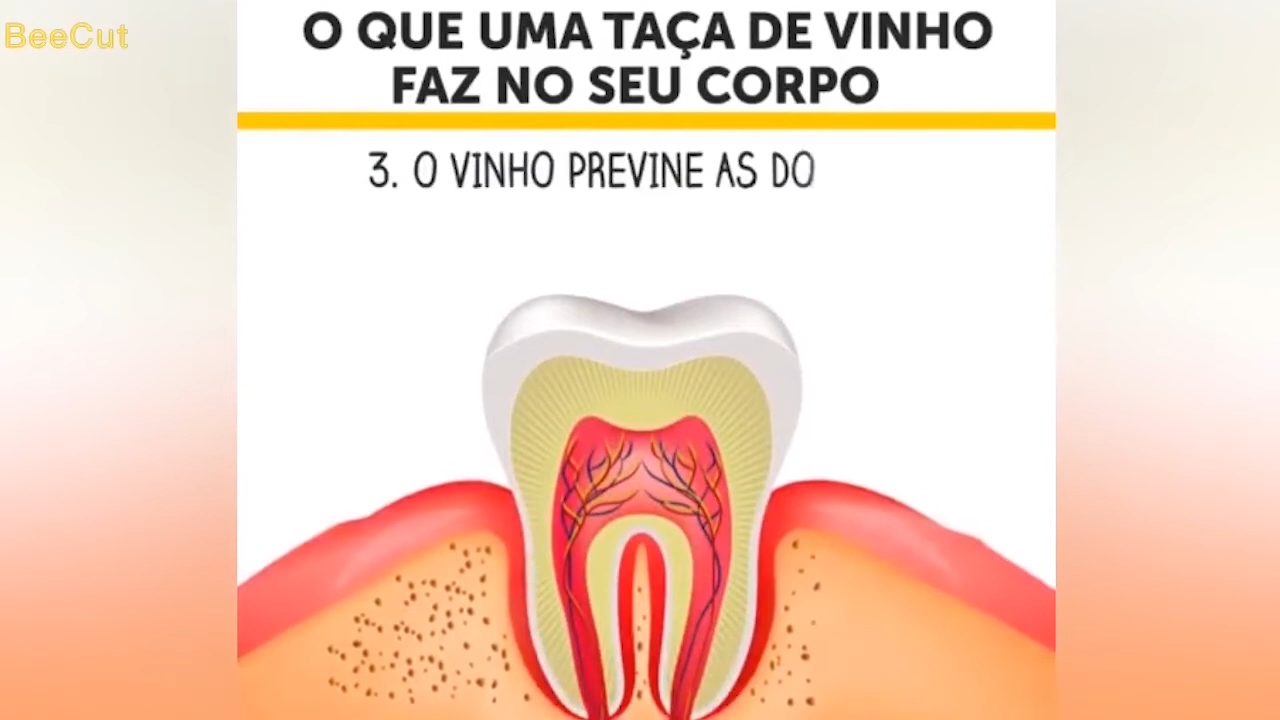 BeeCut
O QUE UMA TAÇA DE VINHO
FAZ NO SEU CORPO
3. O VINHO PREVINE AS DO